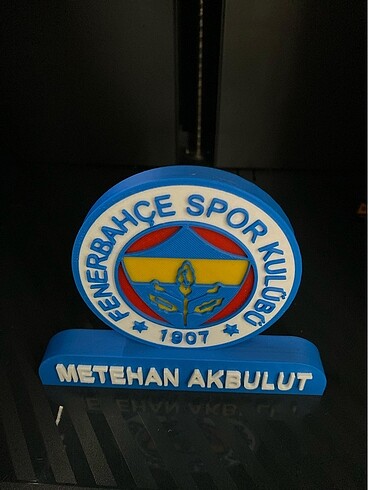 FENERBAHÇE SPOR KULÜBÜ
1907
METEHAN AKBULUT